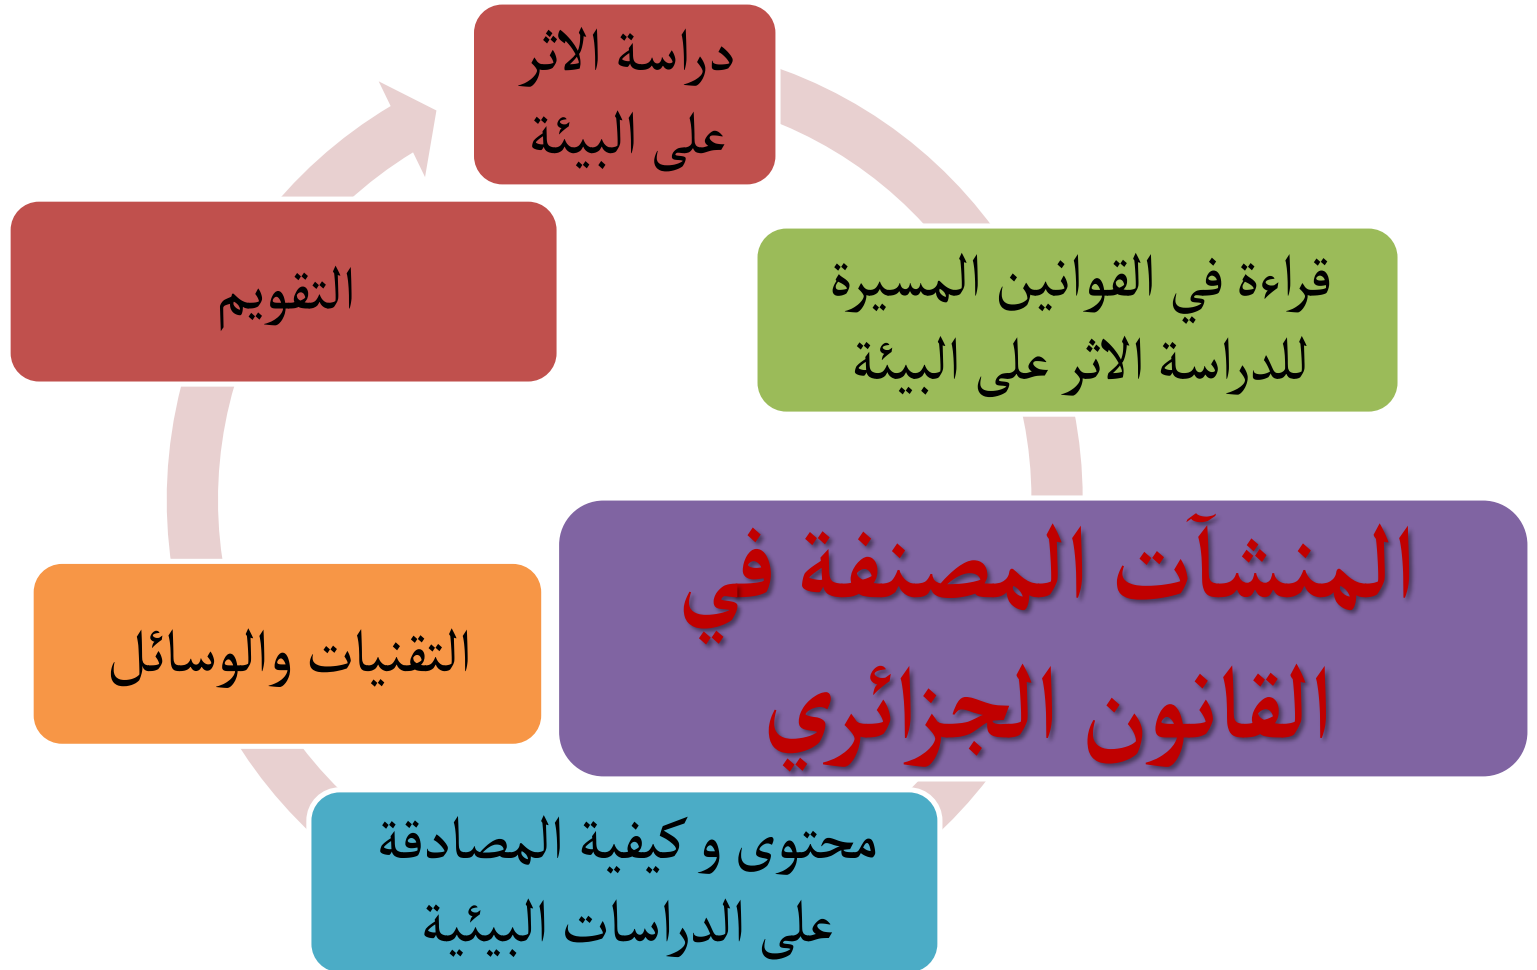 دراسة الاثر
على البيئة
قراءة في القوانين المسيرة
للدراسة الاثر على البيئة
المنشآت المصنفة في
القانون الجزائري
محتوى و كيفية المصادقة
على الدراسات البيئية
التقنيات والوسائل
التقويم